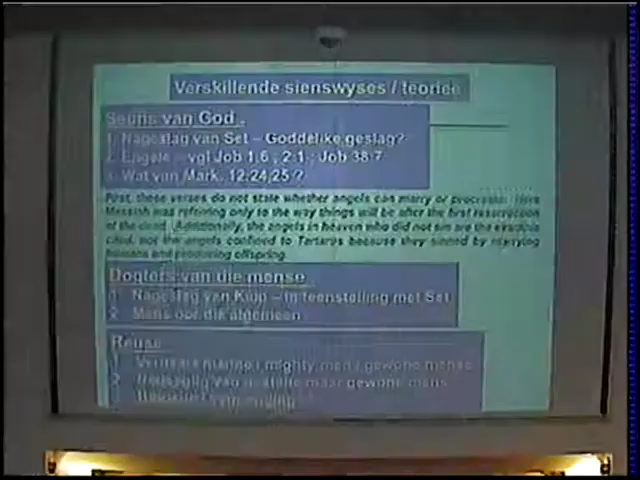 Verskillende sienswyses / teorieë
Seuns van God .
1. Nageslag van Set – Goddelike geslag?
2. Engele – vgl Job 1:6 ; 2:1 ; Job 38:7
3. Wat van Mark. 12:24,25 ?
First, these verses do not state whether angels can marry or procreate. Here
Messiah was referring only to the way things will be after the first resurrection
of the dead. Additionally, the angels in heaven who did not sin are the example
cited, not the angels confined to Tartarus because they sinned by
humans and producing offspring.
Dogters van die mense
1. Nageslag van – in teenstelling met Set
2. Mens oor die algemeen
Reuse
1 mighty men / gewone mense
2 maar gewone mens
3